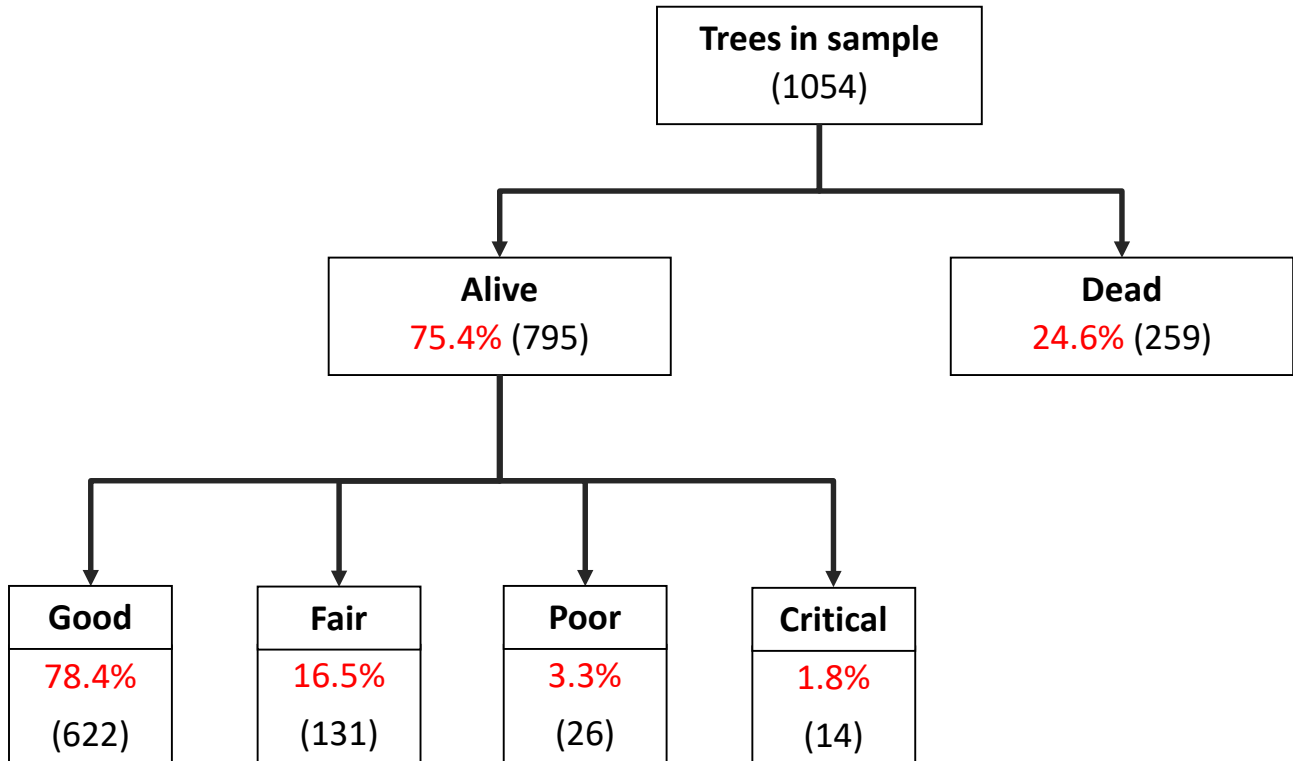 Trees in sample
(1054)
Alive
75.4% (795)
Dead
24.6% (259)
Good
78.4%
(622)
Fair
16.5%
(131)
Poor
3.3%
(26)
Critical
1.8%
(14)